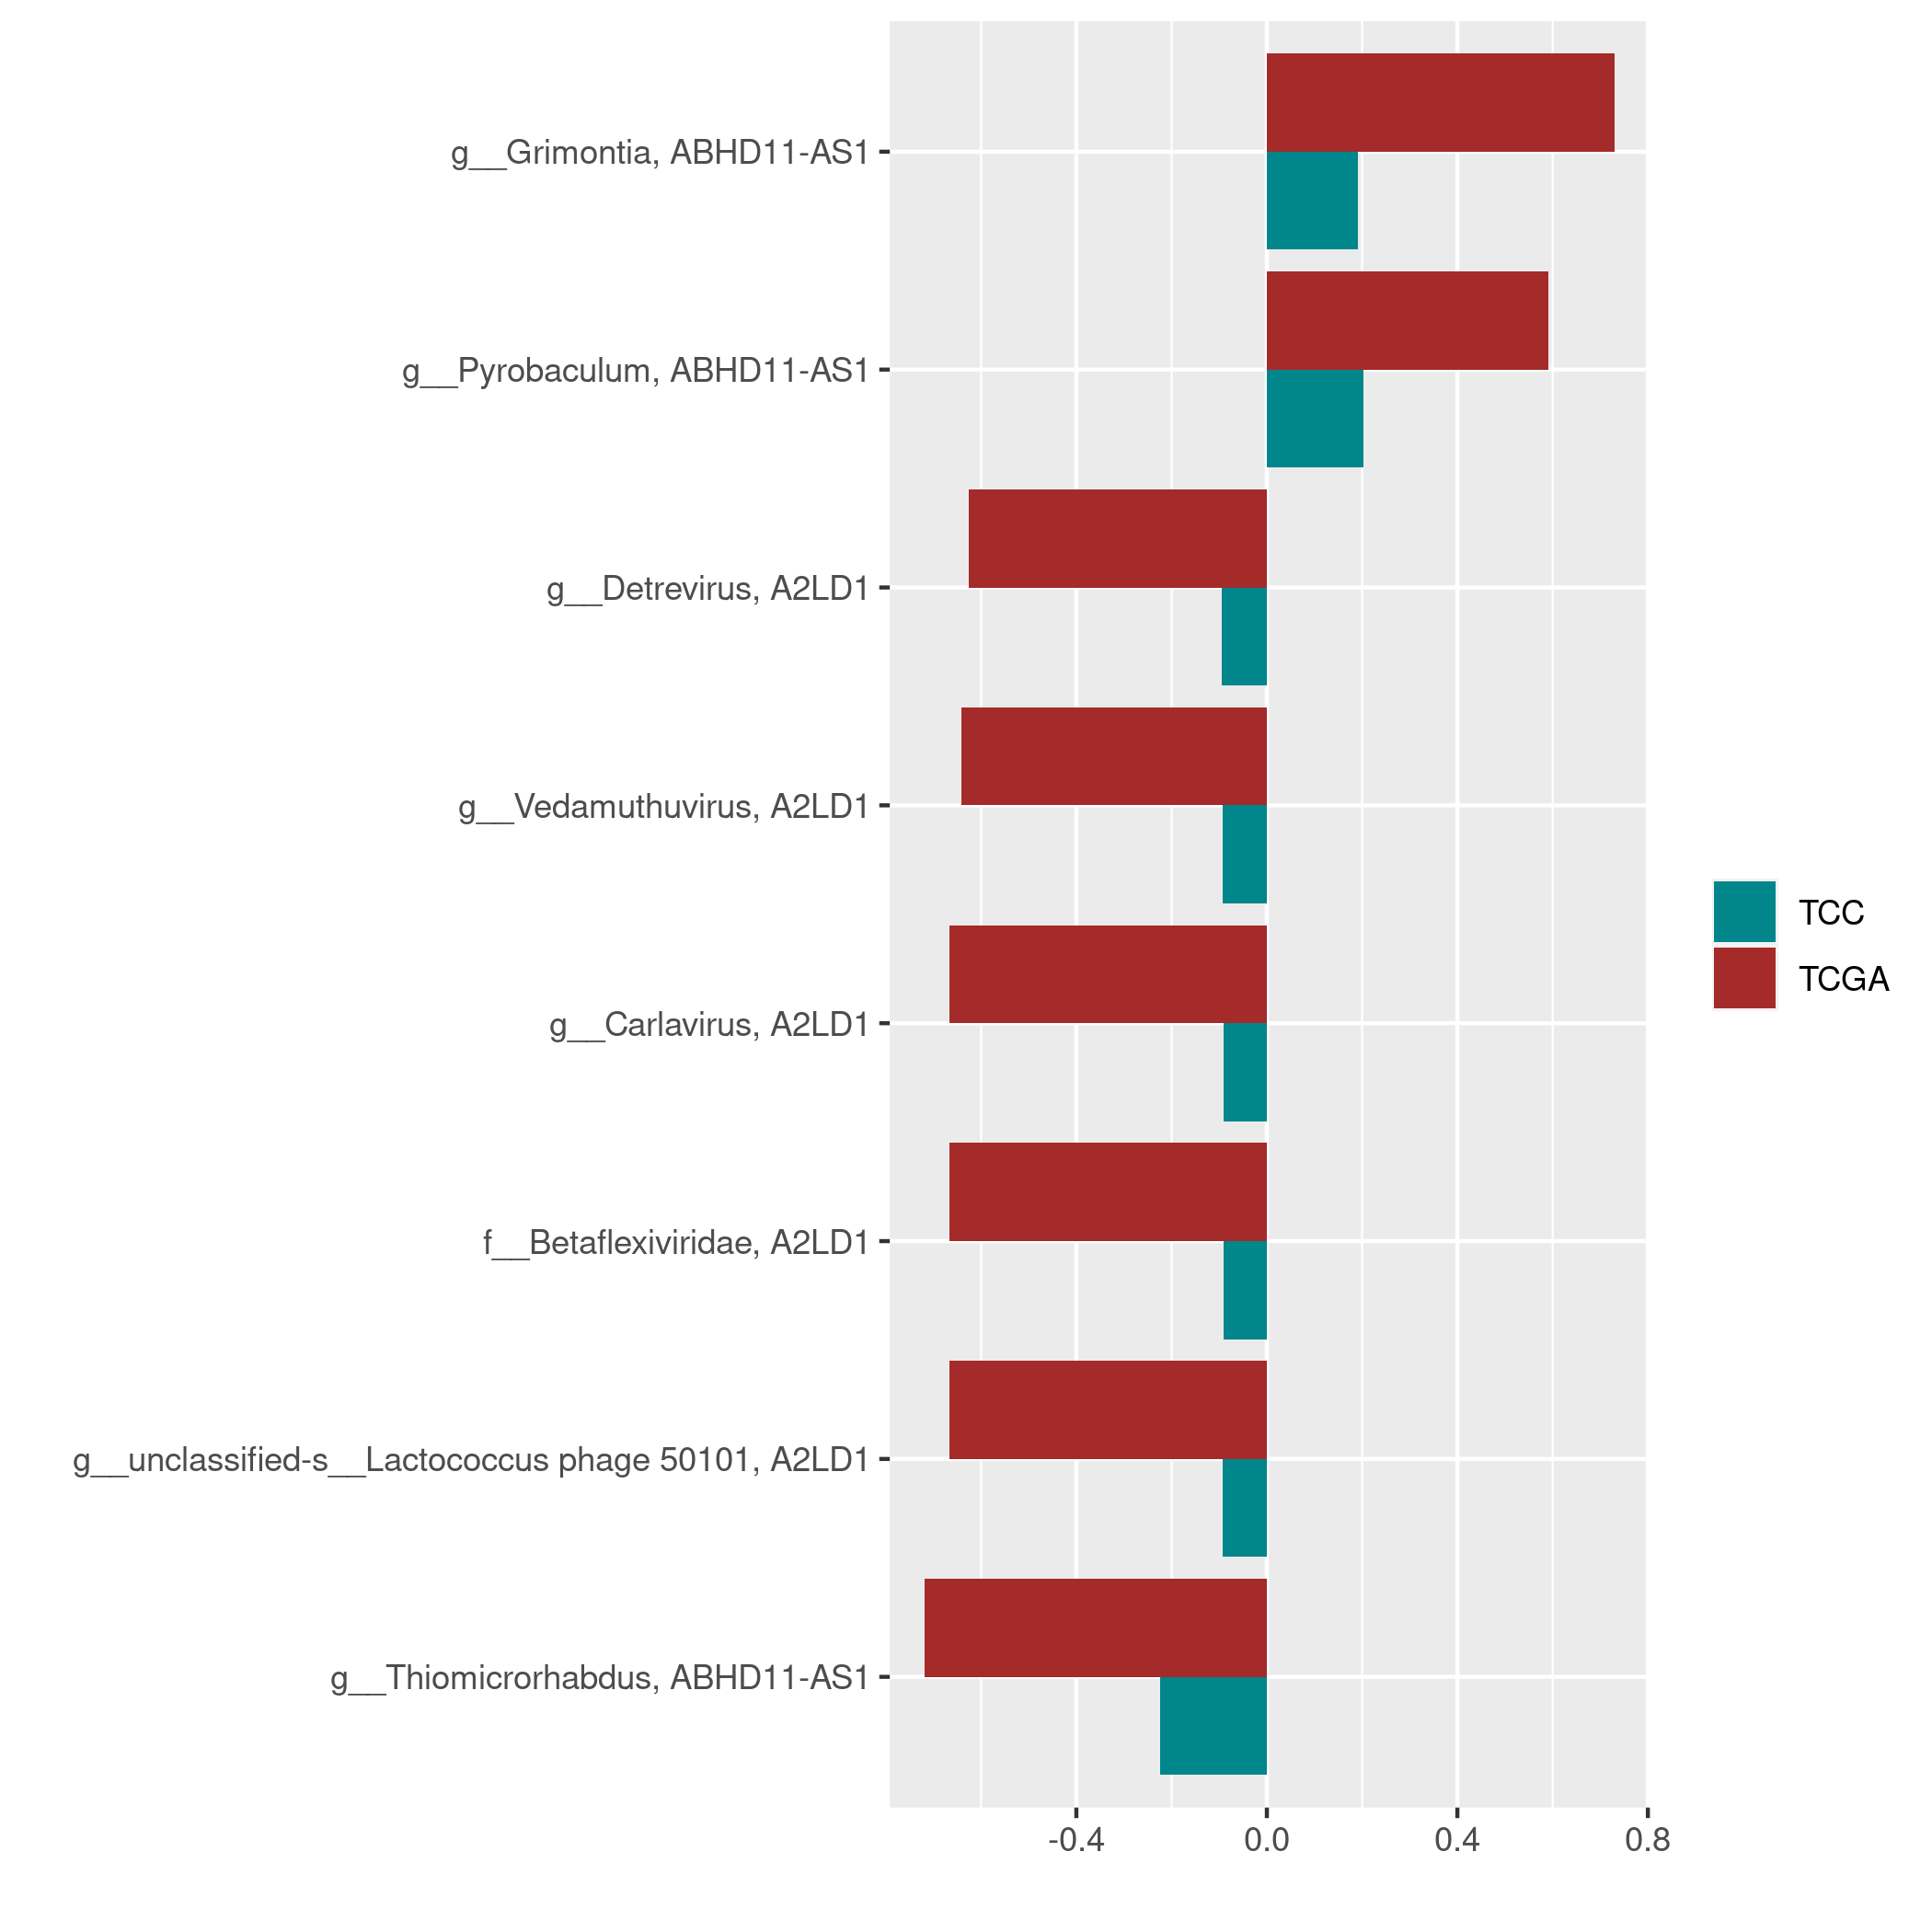 g__Grimontia, ABHD11-AS1
g__Pyrobaculum, ABHD11-AS1
g__Detrevirus, A2LD1
g__Vedamuthuvirus, A2LD1
g__Carlavirus, A2LD1
f__Betaflexiviridae, A2LD1
g__unclassified-s__Lactococcus phage 50101, A2LD1
g__Thiomicrorhabdus, ABHD11-AS1
-0.4 0.0 0.4 0.8
TCC
TCGA